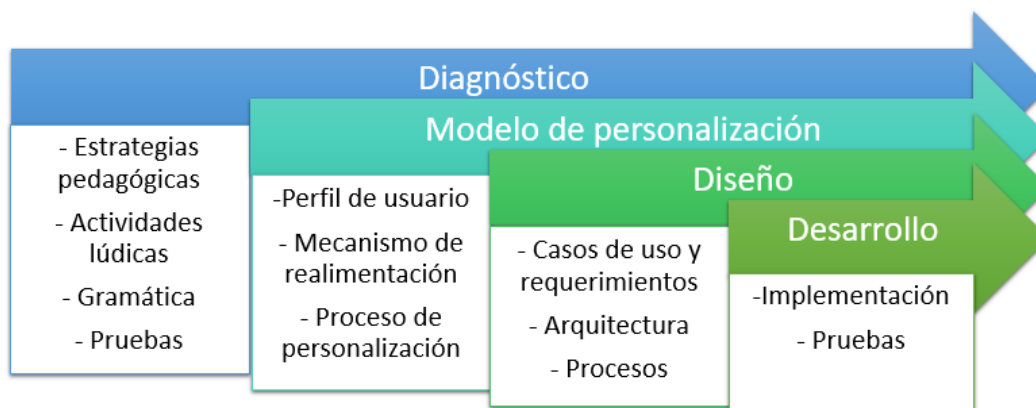 Diagnóstico
- Estrategias
pedagógicas
- Actividades
lúdicas
- Gramática
- Pruebas
Modelo de personalización
-Perfil de usuario
- Mecanismo de
realimentación
- Proceso de
personalización
Diseño
- Casos de uso y
requerimientos
- Arquitectura
- Procesos
Desarrollo
-Implementación
- Pruebas